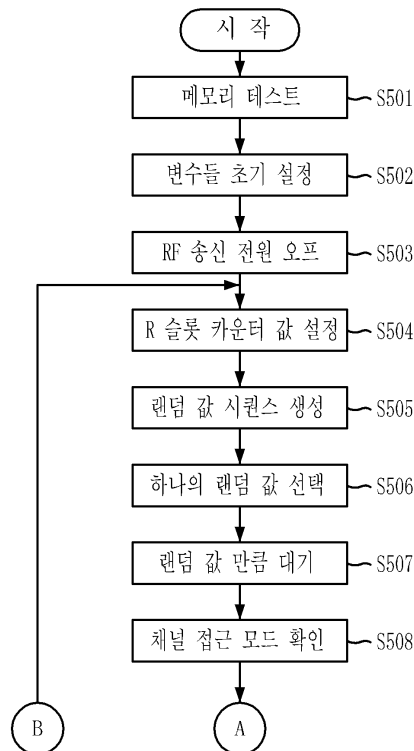 시 작
메모리 테스트 S501
변수들 초기 설정 S502
RF 송신 전원 오프 S503
R 슬롯 카운터 값 설정 S504
랜덤 값 시퀀스 생성 S505
하나의 랜덤 값 선택 S506
랜덤 값 만큼 대기 S507
채널 접근 모드 확인 S508
B A